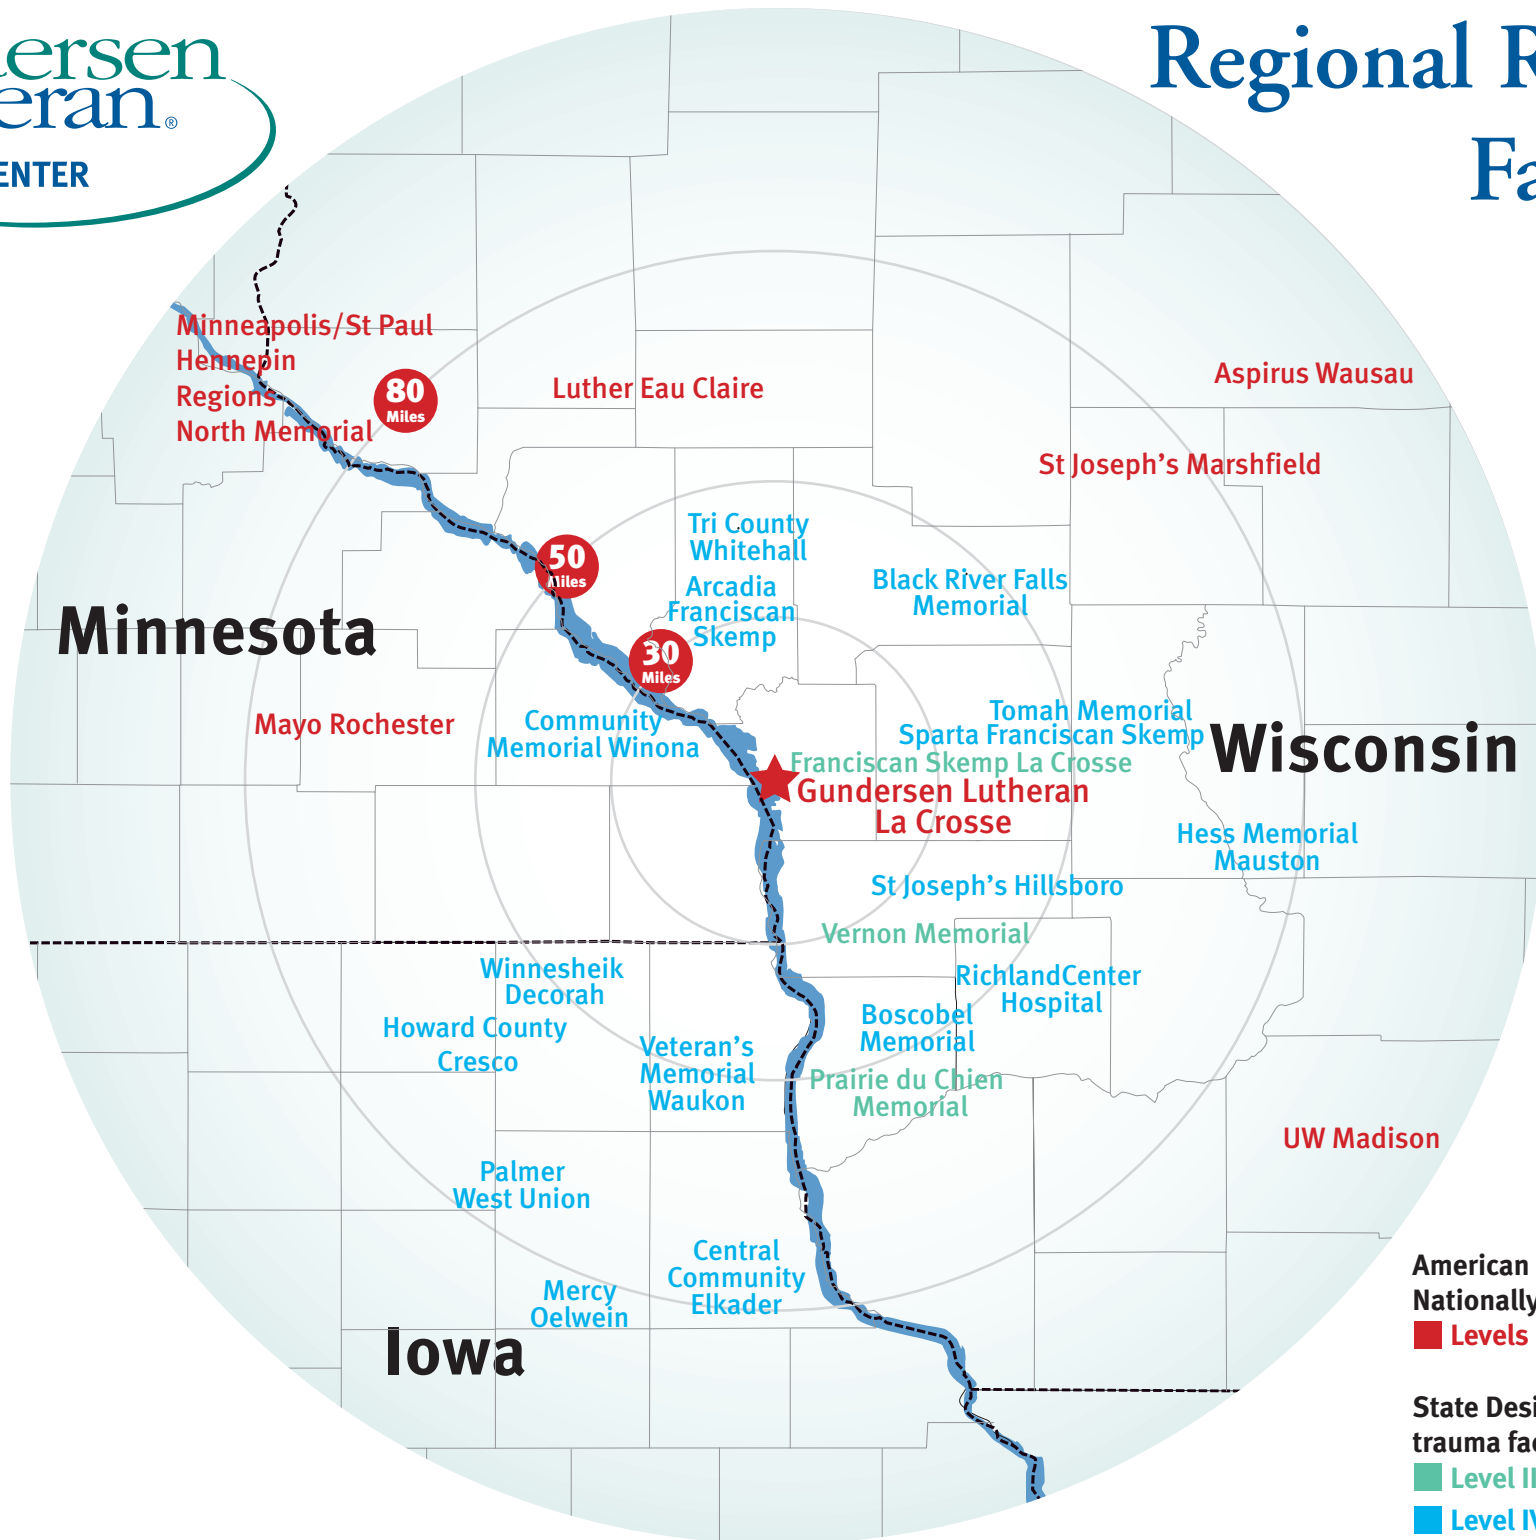 ersen
eran®
ENTER
Regional R
Fa
Minneapolis/St Paul
Hennepin
Regions
North Memorial
80
Miles
Luther Eau Claire
Aspirus Wausau
St Joseph's Marshfield
50
Miles
Tri County
Whitehall
Arcadia
Franciscan
Skemp
Black River Falls
Memorial
Minnesota
30
Miles
Mayo Rochester
Community
Memorial Winona
Tomah Memorial
Sparta Franciscan Skemp
Wisconsin
Franciscan Skemp La Crosse
Gundersen Lutheran
La Crosse
Hess Memorial
Mauston
St Joseph's Hillsboro
Vernon Memorial
Winnesheik
Decorah
RichlandCenter
Hospital
Howard County
Cresco
Boscobel
Memorial
Veteran's
Memorial
Waukon
Prairie du Chien
Memorial
UW Madison
Palmer
West Union
Central
Community
Elkader
Mercy
Oelwein
Iowa
American
Nationally
Levels
State Desi
trauma fac
Level II
Level IV